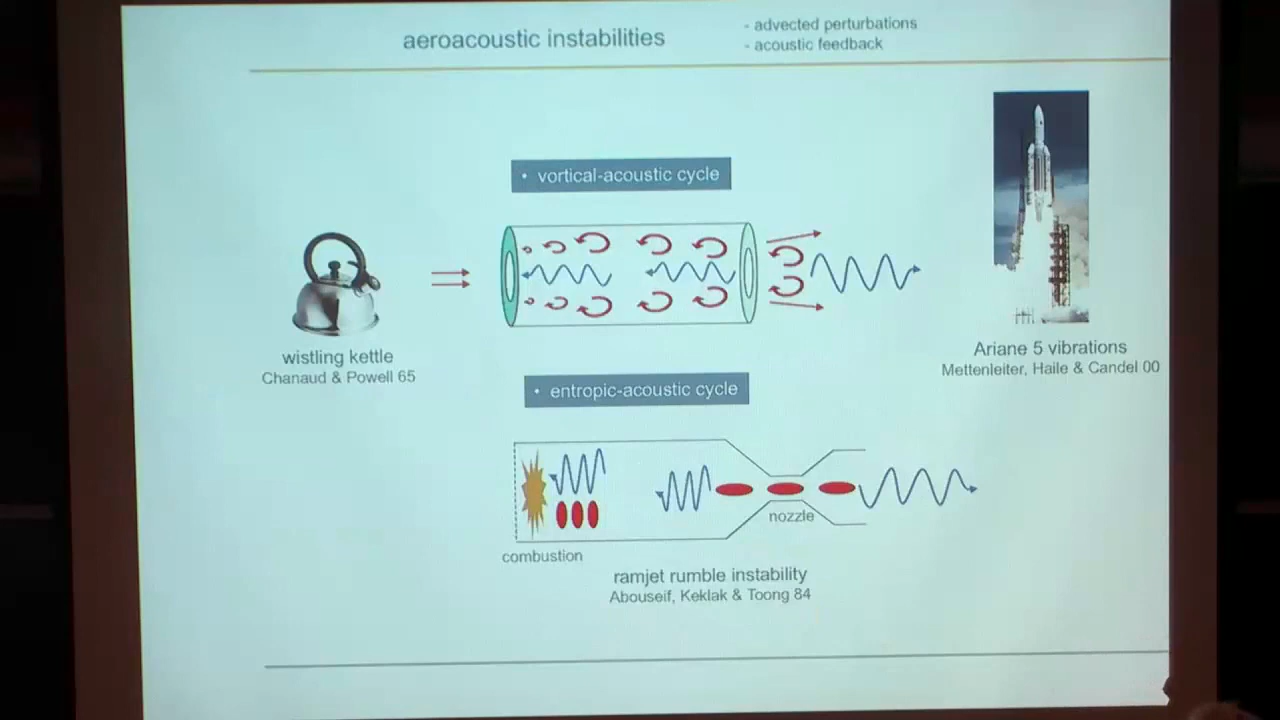 aeroacoustic instabilities
- advected perturbations
- acoustic feedback
• vortical-acoustic cycle
wistling kettle
Chanaud & Powell 65
Ariane 5 vibrations
Mettenleiter, Haile & Candel 00
• entropic-acoustic cycle
nozzle
combustion
ramjet rumble instability
Abouseif, Keklak & Toong 84